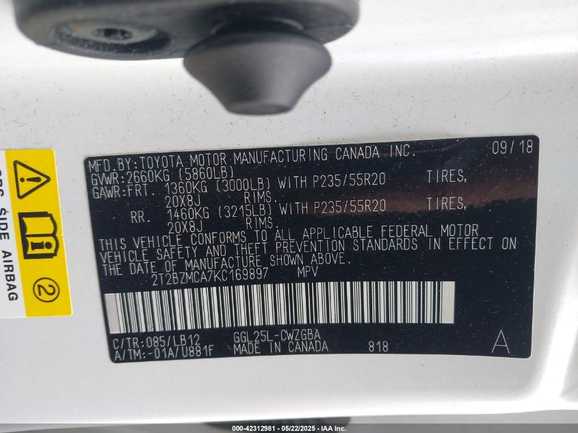 MFD.BY:TOYOTA MOTOR MANUFACTURING CANADA INC. 09/18
GVWR:2660KG (5860LB)
GAWR:FRT. 1360KG (3000LB) WITH P235/55R20 TIRES,
20X8J RIMS.
RR. 1460KG (3215LB) WITH P235/55R20 TIRES,
20X8J RIMS.
THIS VEHICLE CONFORMS TO ALL APPLICABLE FEDERAL MOTOR
VEHICLE SAFETY AND THEFT PREVENTION STANDARDS IN EFFECT
ON THE DATE OF MANUFACTURE SHOWN ABOVE.
2T2BZMCA7KC169897 MPV
C/TR:085/LB12 GGL25L-CWZGBA
A/TM:-01A/U881F MADE IN CANADA 818 A
SRS SIDE AIRBAG
2
000-42312981 - 05/22/2025 - IAAI